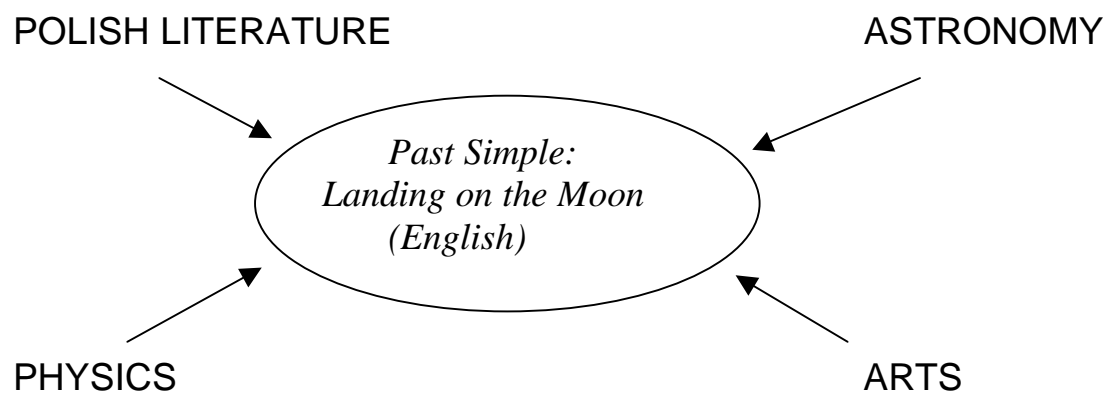 POLISH LITERATURE
ASTRONOMY
Past Simple:
Landing on the Moon
(English)
PHYSICS
ARTS